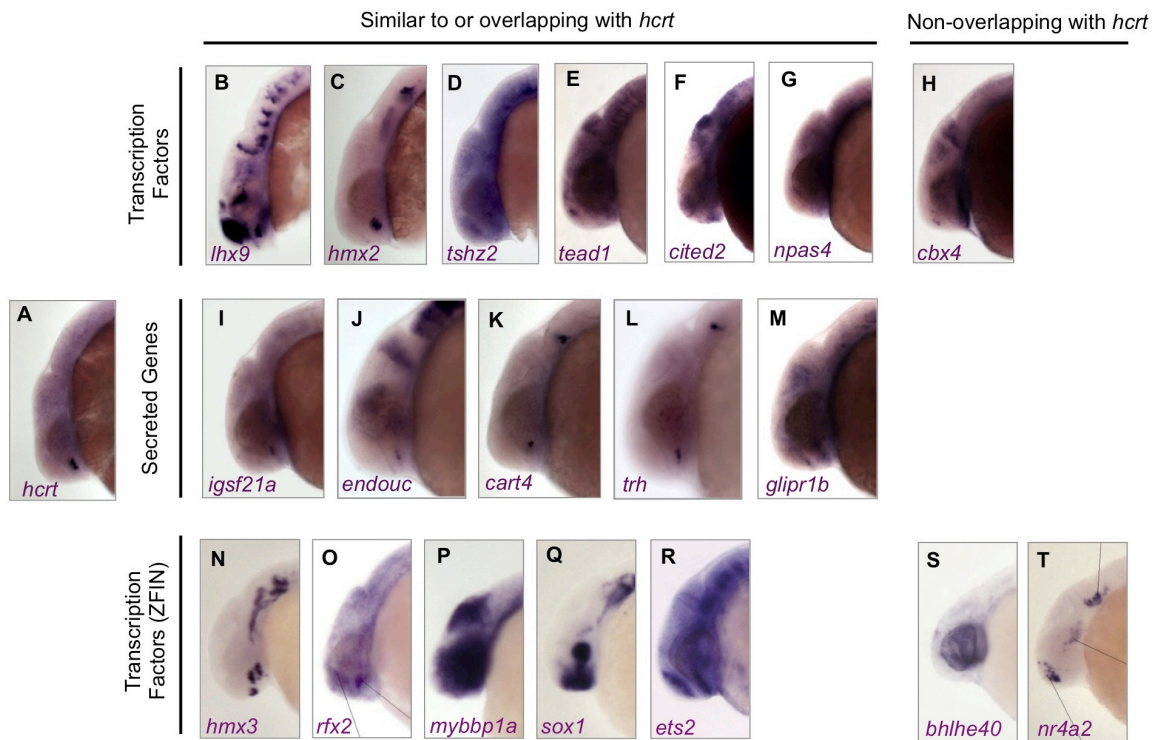 Similar to or overlapping with hcrt
Non-overlapping with hcrt
Transcription
Factors
B
C
D
E
F
G
H
lhx9
hmx2
tshz2
tead1
cited2
npas4
cbx4
Secreted Genes
A
I
J
K
L
M
hcrt
igsf21a
endouc
cart4
trh
glipr1b
Transcription
Factors (ZFIN)
N
O
P
Q
R
S
T
hmx3
rfx2
mybbp1a
sox1
ets2
bhlhe40
nr4a2